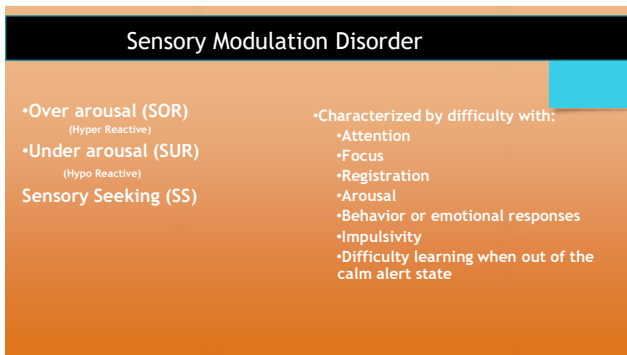 Sensory Modulation Disorder
•Over arousal (SOR)
(Hyper Reactive)
•Under arousal (SUR)
(Hypo Reactive)
Sensory Seeking (SS)
•Characterized by difficulty with:
•Attention
•Focus
•Registration
•Arousal
•Behavior or emotional responses
•Impulsivity
•Difficulty learning when out of the
calm alert state